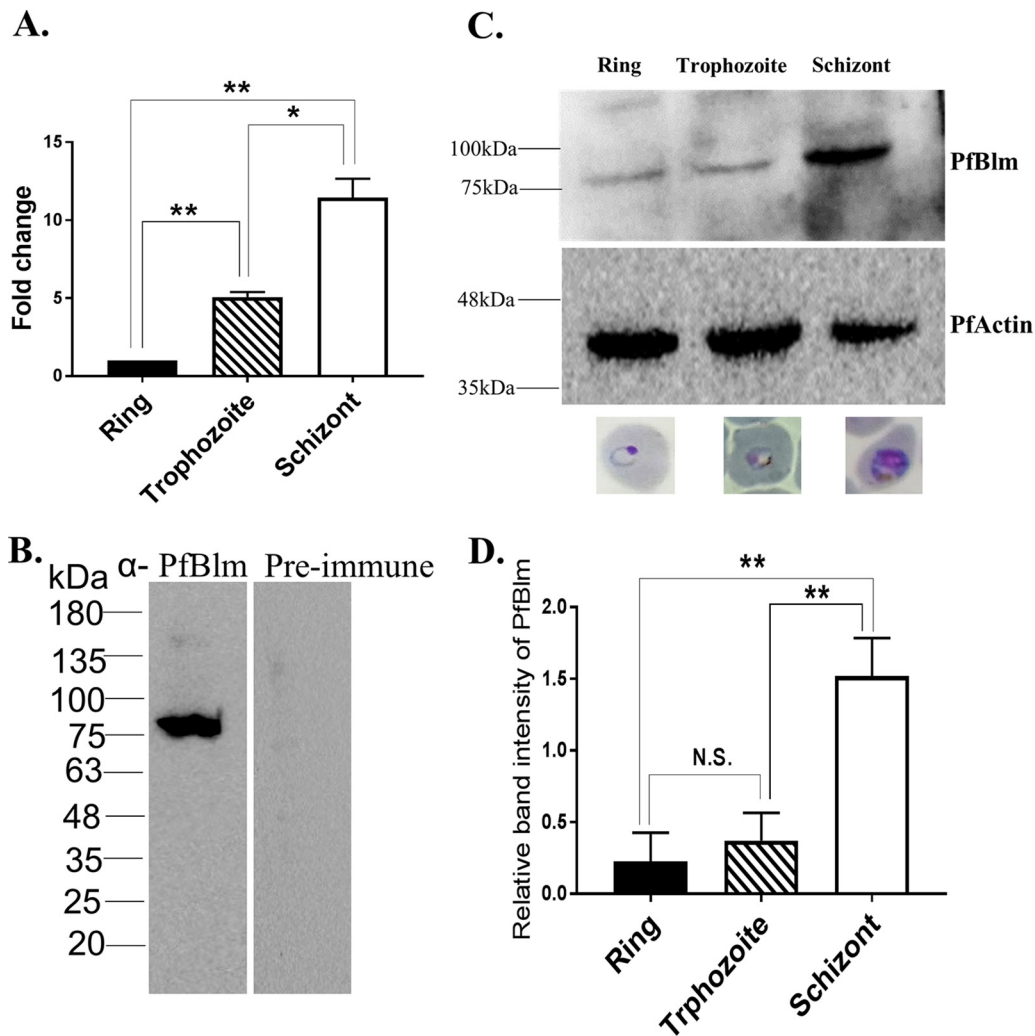 A.
**
*
**
15
10
5
0
Fold change
Ring
Trophozoite
Schizont
B.
kDa
α- PfBlm Pre-immune
180
135
100
75
63
48
35
25
20
C.
Ring Trophozoite Schizont
100kDa
75kDa
PfBlm
48kDa
35kDa
PfActin
D.
**
**
N.S.
2.0
1.5
1.0
0.5
0.0
Relative band intensity of PfBlm
Ring
Trphozoite
Schizont